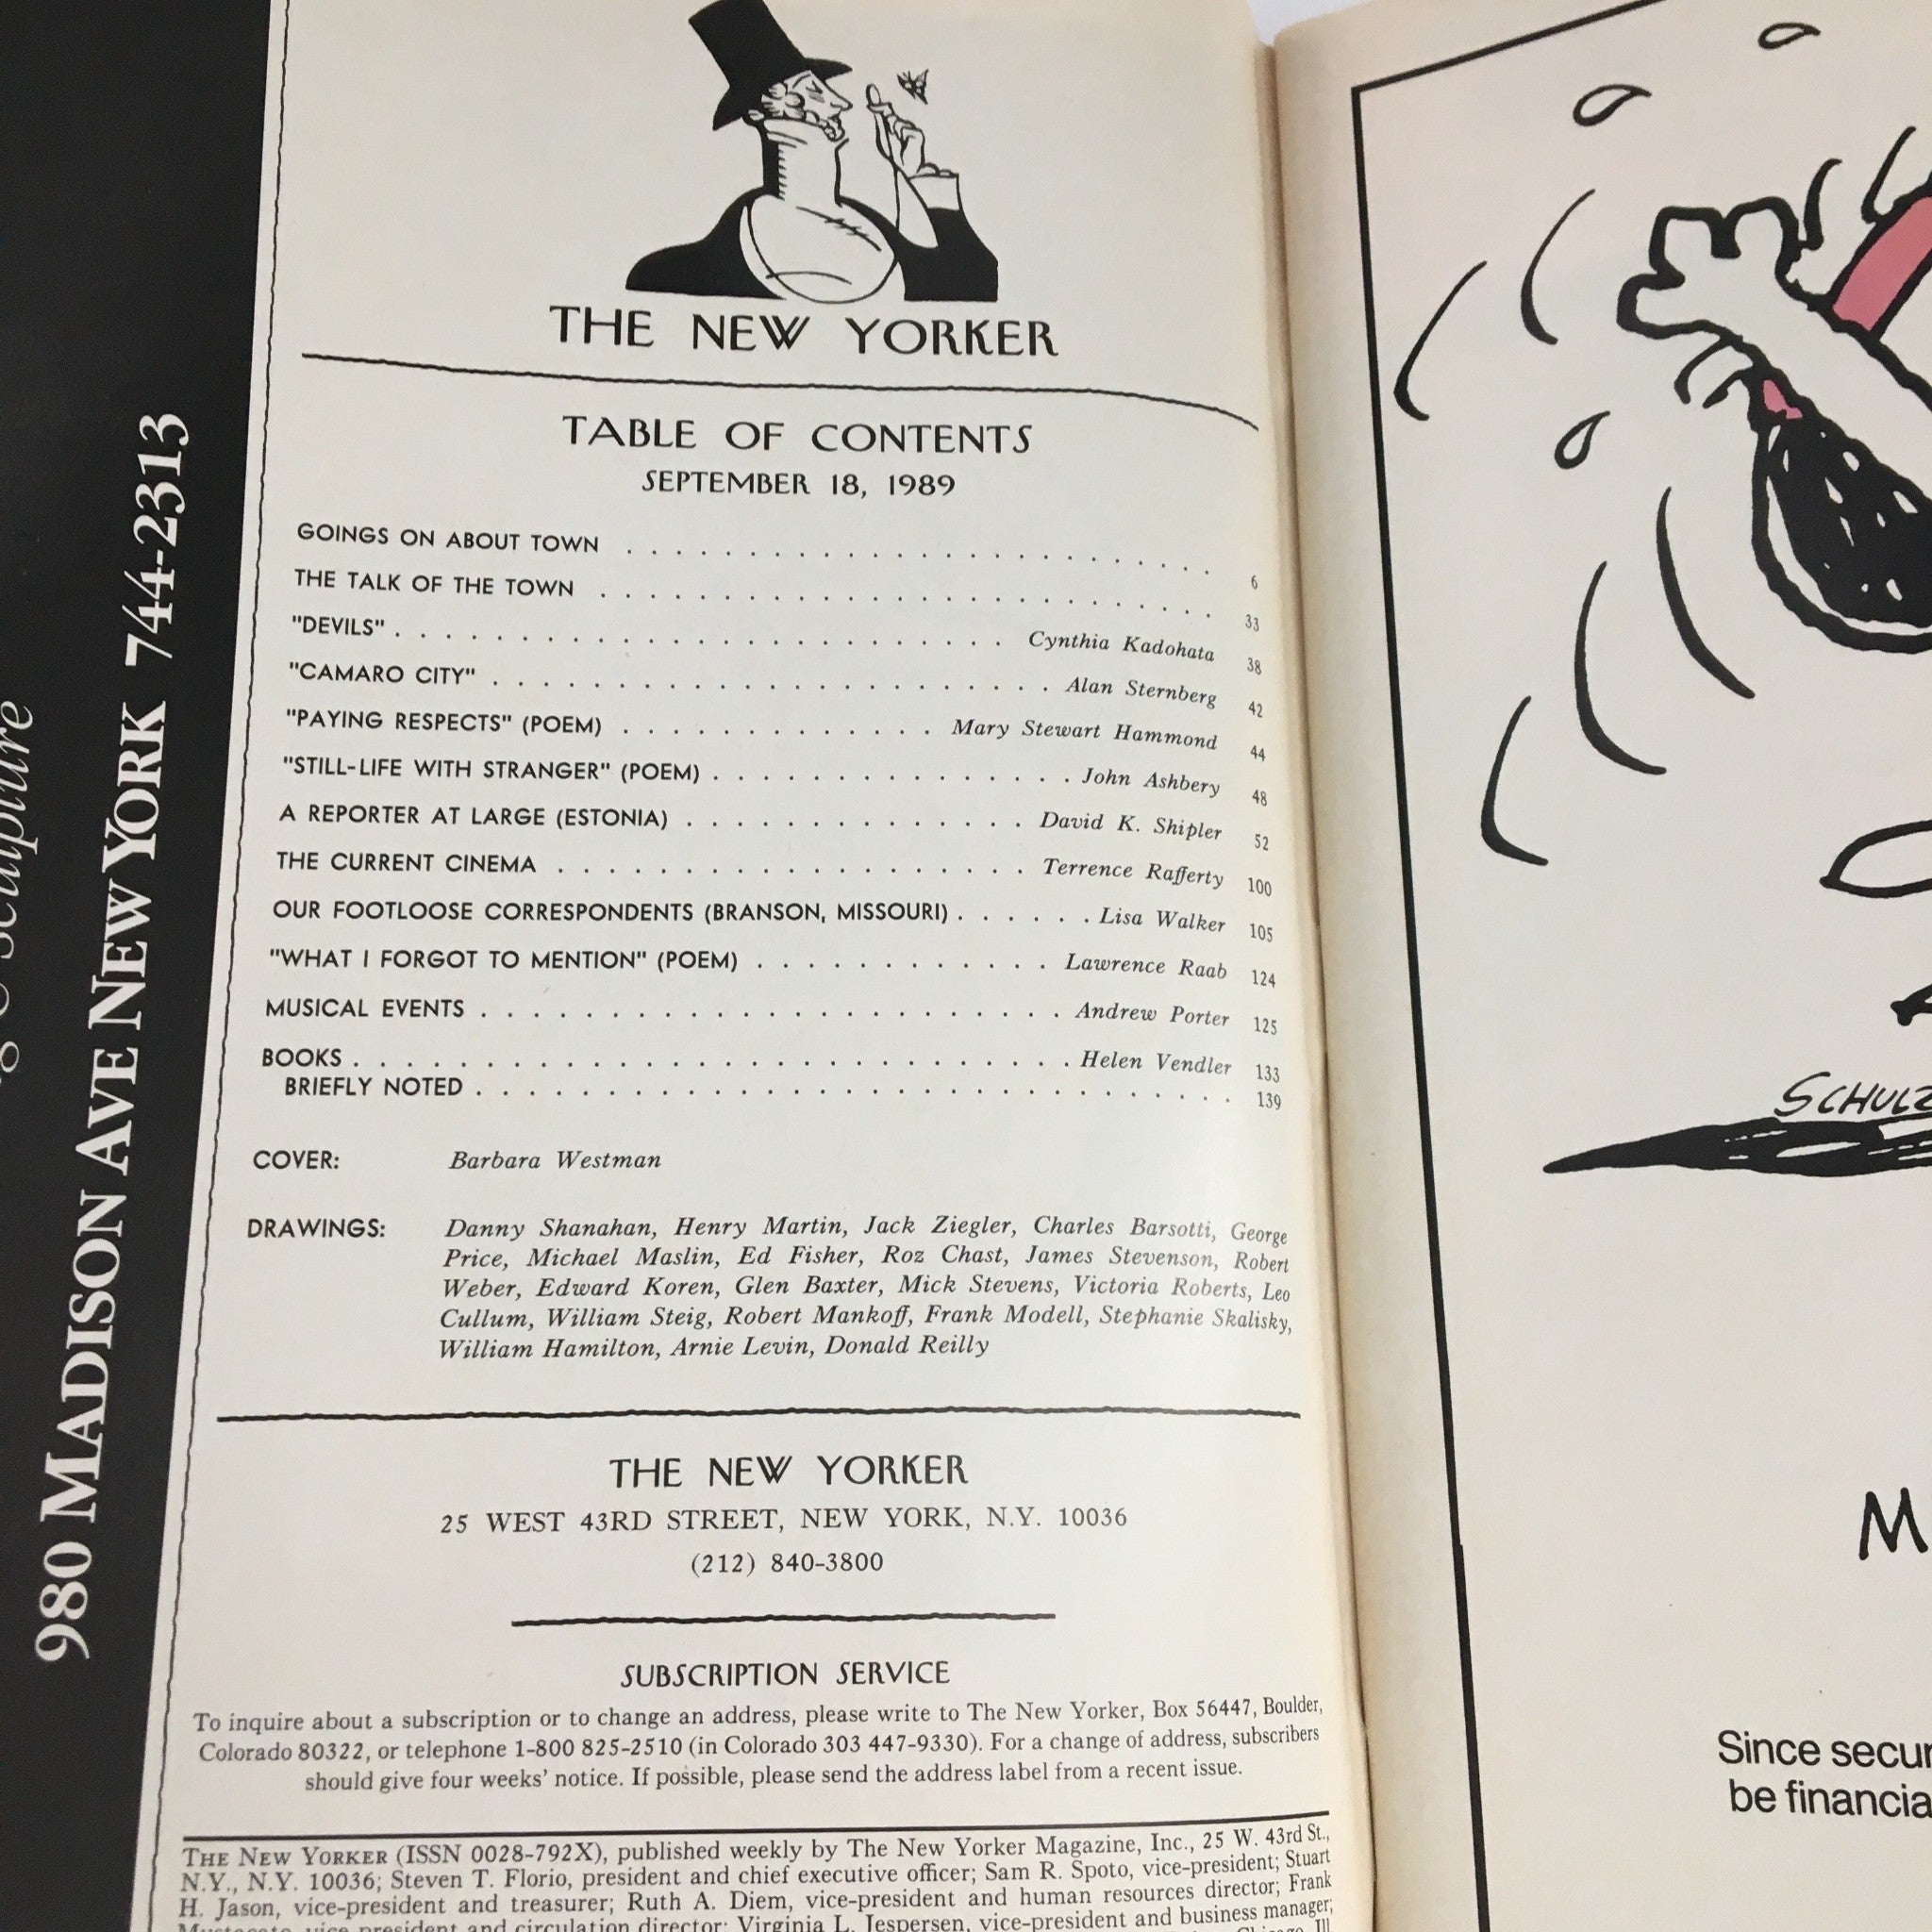 980 MADISON AVE NEW YORK 744-2313
THE NEW YORKER
TABLE OF CONTENTS
SEPTEMBER 18, 1989
GOINGS ON ABOUT TOWN . . . . . . . . . . . . . . . . . . . . . . . . 6
THE TALK OF THE TOWN . . . . . . . . . . . . . . . . . . . . . . . . . 33
"DEVILS" . . . . . . . . . . . . . . . . . . . . . . . . Cynthia Kadohata 38
"CAMARO CITY" . . . . . . . . . . . . . . . . . . . . . . Alan Sternberg 42
"PAYING RESPECTS" (POEM) . . . . . . . . . . . . . Mary Stewart Hammond 44
"STILL-LIFE WITH STRANGER" (POEM) . . . . . . . . . . . . . . John Ashbery 48
A REPORTER AT LARGE (ESTONIA) . . . . . . . . . . . . . David K. Shipler 52
THE CURRENT CINEMA . . . . . . . . . . . . . . . . . . Terrence Rafferty 100
OUR FOOTLOOSE CORRESPONDENTS (BRANSON, MISSOURI) . . . . . . Lisa Walker 105
"WHAT I FORGOT TO MENTION" (POEM) . . . . . . . . . . . . Lawrence Raab 124
MUSICAL EVENTS . . . . . . . . . . . . . . . . . . . . . . . Andrew Porter 125
BOOKS . . . . . . . . . . . . . . . . . . . . . . . . . . . . Helen Vendler 133
BRIEFLY NOTED . . . . . . . . . . . . . . . . . . . . . . . . . . . . . 139
COVER: Barbara Westman
DRAWINGS: Danny Shanahan, Henry Martin, Jack Ziegler, Charles Barsotti, George
Price, Michael Maslin, Ed Fisher, Roz Chast, James Stevenson, Robert
Weber, Edward Koren, Glen Baxter, Mick Stevens, Victoria Roberts, Leo
Cullum, William Steig, Robert Mankoff, Frank Modell, Stephanie Skalisky,
William Hamilton, Arnie Levin, Donald Reilly
THE NEW YORKER
25 WEST 43RD STREET, NEW YORK, N.Y. 10036
(212) 840-3800
SUBSCRIPTION SERVICE
To inquire about a subscription or to change an address, please write to The New Yorker, Box 56447, Boulder,
Colorado 80322, or telephone 1-800 825-2510 (in Colorado 303 447-9330). For a change of address, subscribers
should give four weeks' notice. If possible, please send the address label from a recent issue.
THE NEW YORKER (ISSN 0028-792X), published weekly by The New Yorker Magazine, Inc., 25 W. 43rd St.,
N.Y., N.Y. 10036; Steven T. Florio, president and chief executive officer; Sam R. Spoto, vice-president; Stuart
H. Jason, vice-president and treasurer; Ruth A. Diem, vice-president and human resources director; Frank
vice-president and circulation director; Virginia L. Jespersen, vice-president and business manager;
SCHULZ
M
Since secur
be financia